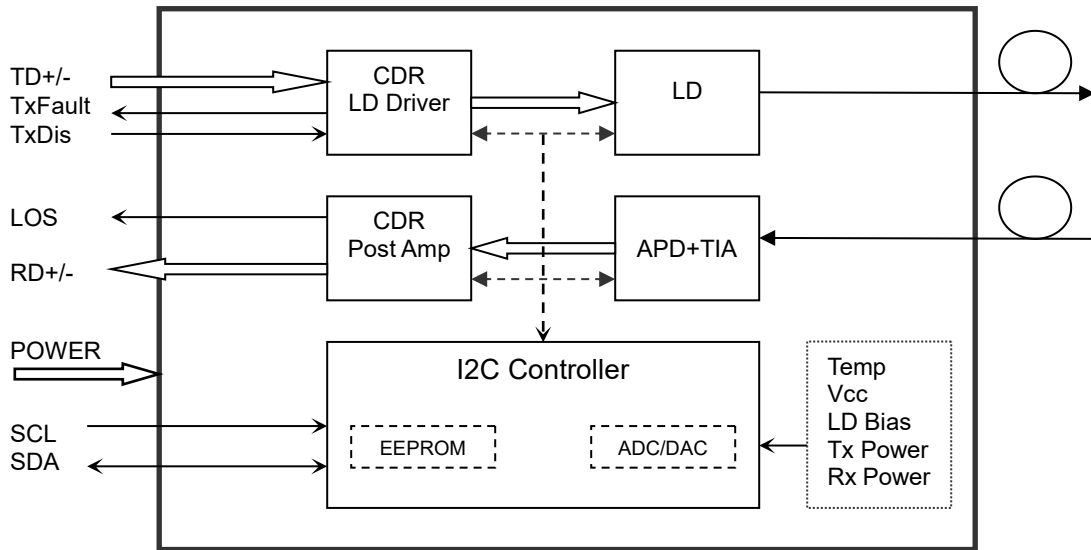 TD+/-
TxFault
TxDis
CDR
LD Driver
LD
LOS
RD+/-
CDR
Post Amp
APD+TIA
POWER
SCL
SDA
I2C Controller
EEPROM
ADC/DAC
Temp
Vcc
LD Bias
Tx Power
Rx Power